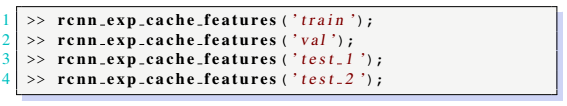 1 >> rcnn_exp_cache_features('train');
2 >> rcnn_exp_cache_features('val');
3 >> rcnn_exp_cache_features('test_1');
4 >> rcnn_exp_cache_features('test_2');